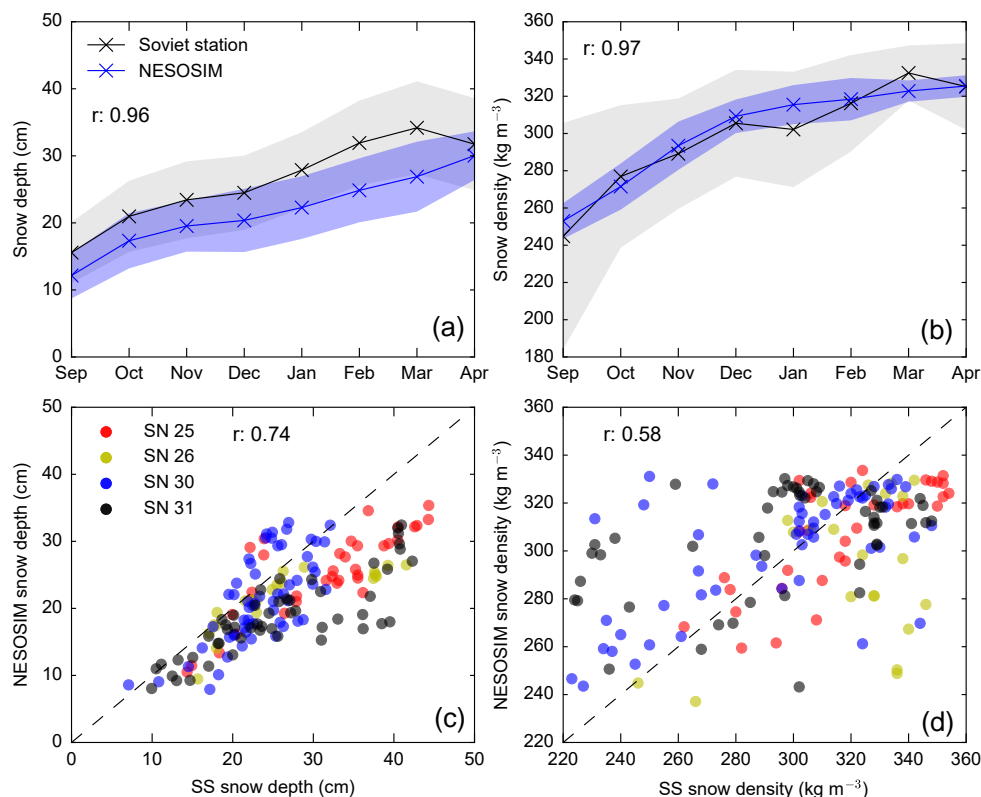 50
40
30
20
10
0
Snow depth (cm)
Soviet station
NESOSIM
r: 0.96
(a)
Sep Oct Nov Dec Jan Feb Mar Apr
360
340
320
300
280
260
240
220
200
180
Snow density (kg m⁻³)
r: 0.97
(b)
Sep Oct Nov Dec Jan Feb Mar Apr
50
40
30
20
10
0
NESOSIM snow depth (cm)
SN 25
SN 26
SN 30
SN 31
r: 0.74
(c)
0 10 20 30 40 50
SS snow depth (cm)
360
340
320
300
280
260
240
220
NESOSIM snow density (kg m⁻³)
r: 0.58
(d)
220 240 260 280 300 320 340 360
SS snow density (kg m⁻³)